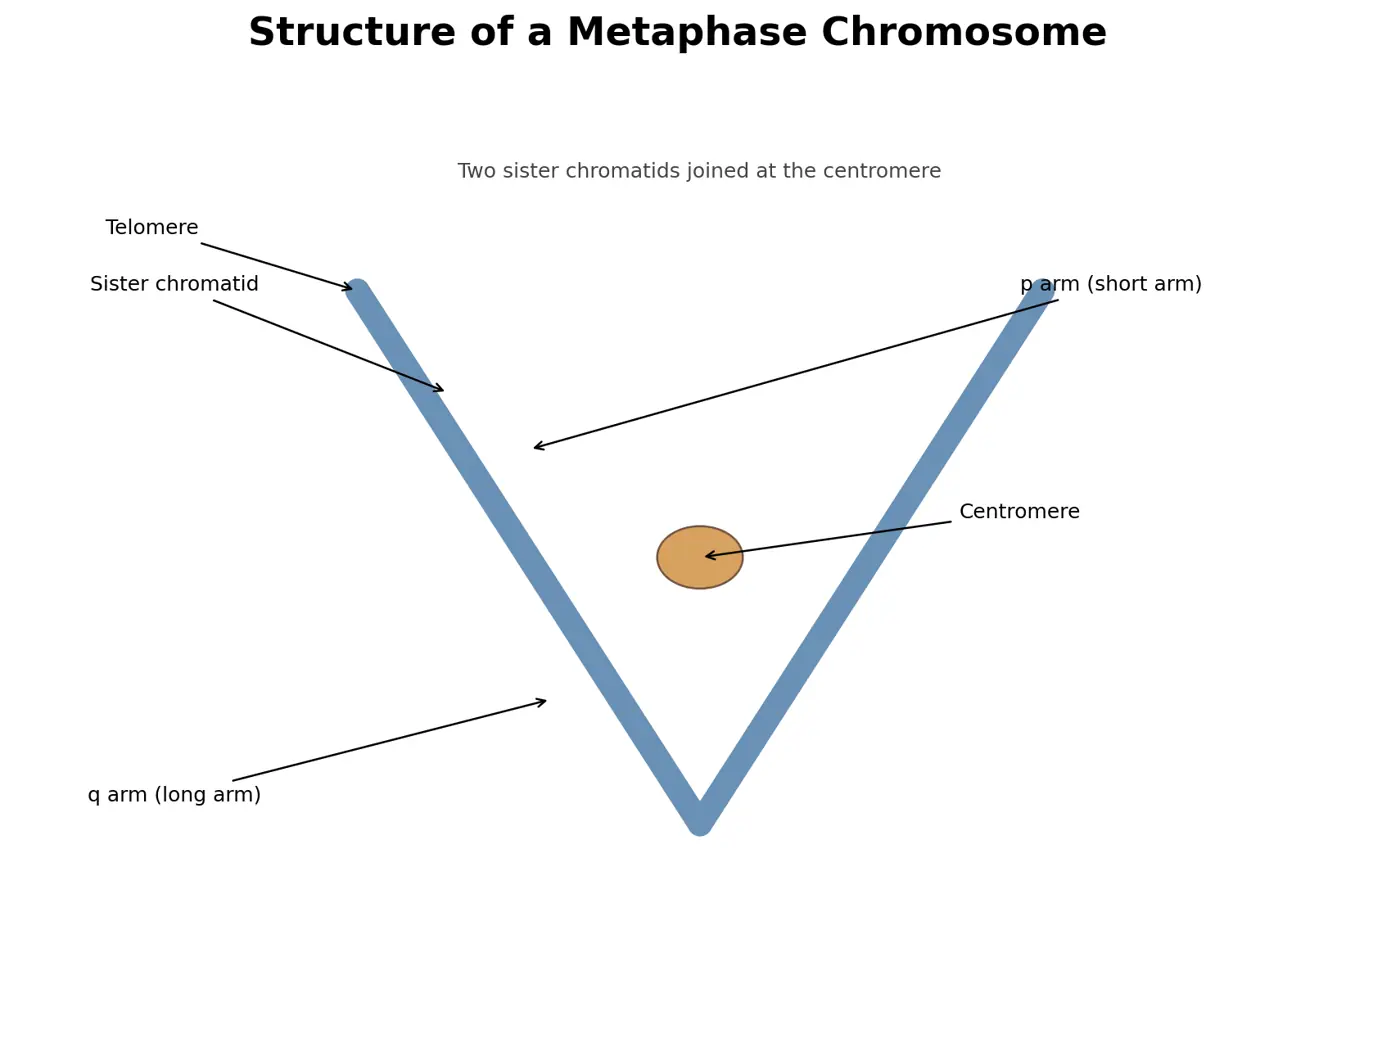 Structure of a Metaphase Chromosome
Two sister chromatids joined at the centromere
Telomere
Sister chromatid
p arm (short arm)
Centromere
q arm (long arm)